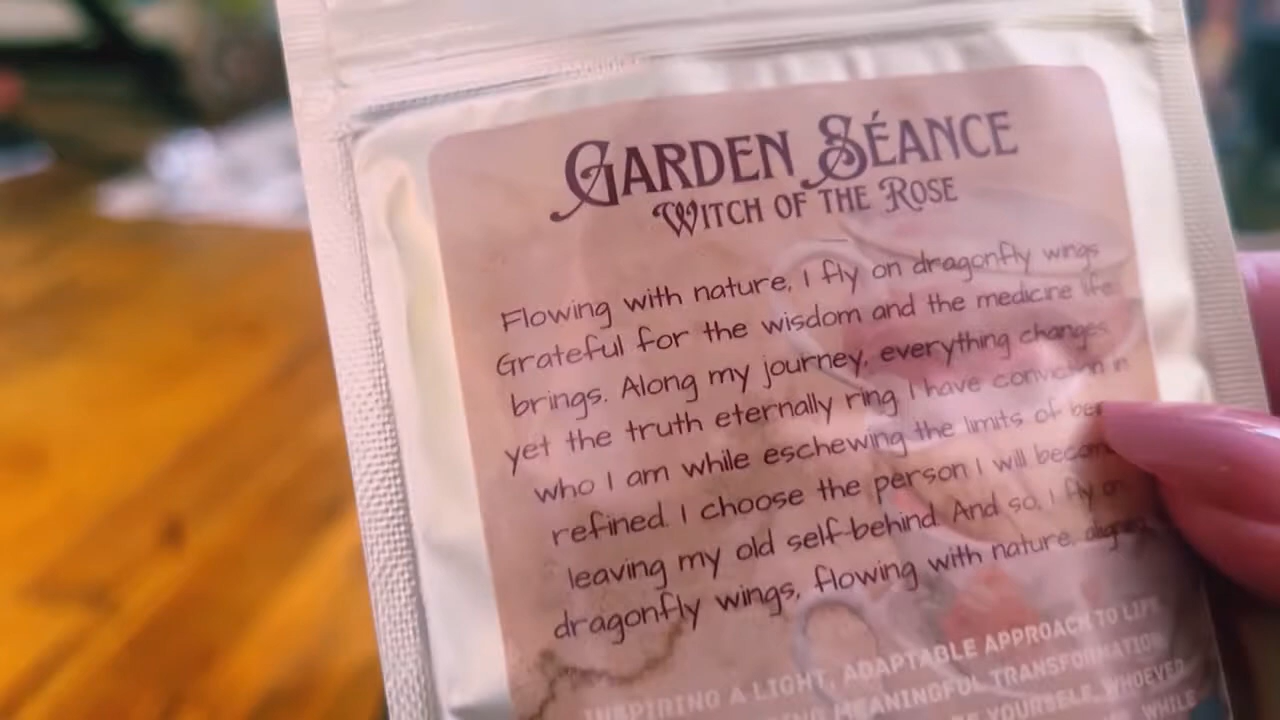 GARDEN SÉANCE
WITCH OF THE ROSE
Flowing with nature, I fly on dragonfly wings
Grateful for the wisdom and the medicine life
brings. Along my journey, everything changes
yet the truth eternally ring I have conviction in
who I am while eschewing the limits of
refined. I choose the person I will become
leaving my old self-behind. And so, I fly on
dragonfly wings, flowing with nature, aligned.
INSPIRING A LIGHT, ADAPTABLE APPROACH TO LIFE
MEANINGFUL TRANSFORMATION
YOURSELF, WHOEVER
WHILE